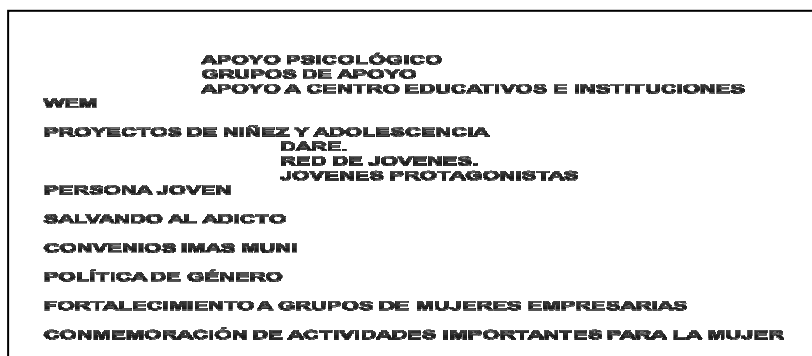 APOYO PSICOLÓGICO
GRUPOS DE APOYO
APOYO A CENTRO EDUCATIVOS E INSTITUCIONES
WEM
PROYECTOS DE NIÑEZ Y ADOLESCENCIA
DARE.
RED DE JOVENES.
JOVENES PROTAGONISTAS
PERSONA JOVEN
SALVANDO AL ADICTO
CONVENIOS IMAS MUNI
POLÍTICA DE GÉNERO
FORTALECIMIENTO A GRUPOS DE MUJERES EMPRESARIAS
CONMEMORACIÓN DE ACTIVIDADES IMPORTANTES PARA LA MUJER